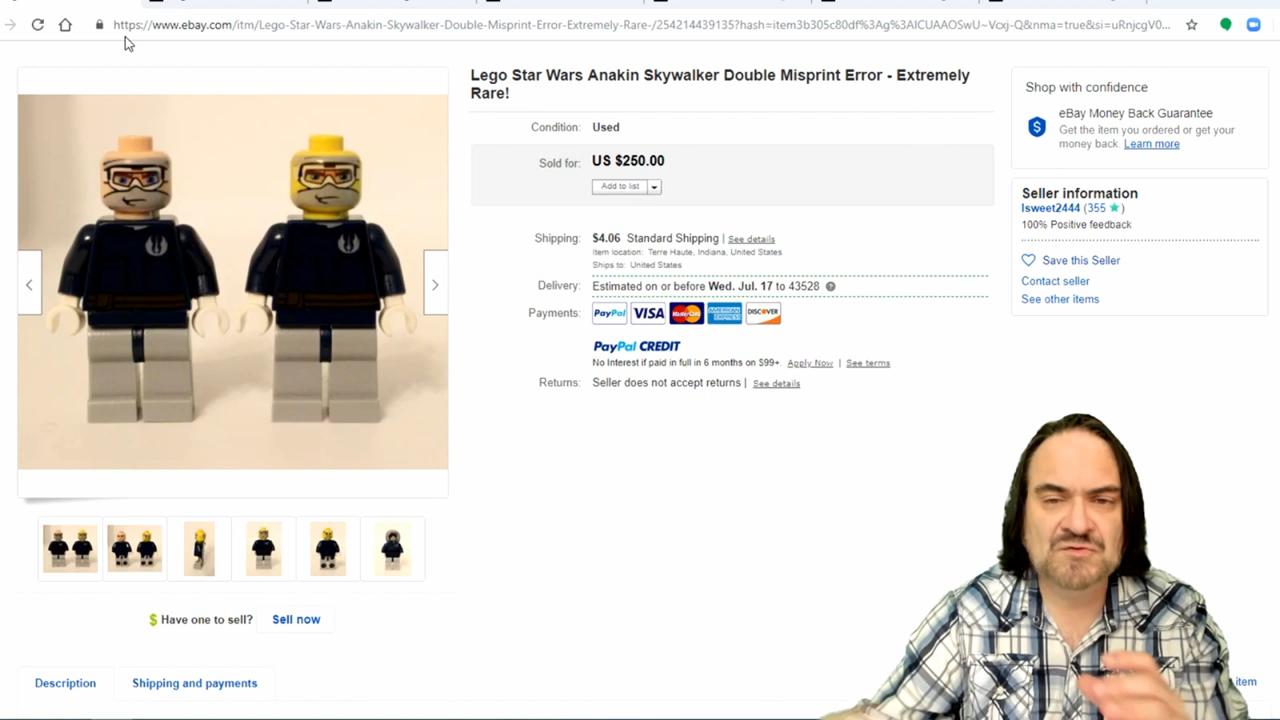 https://www.ebay.com/itm/Lego-Star-Wars-Anakin-Skywalker-Double-Misprint-Error-Extremely-Rare-/254214439135?hash=item3b305c80df%3Ag%3AICUAAOSwU~Vcxj-Q&nma=true&si=uRnjcgV0...
Lego Star Wars Anakin Skywalker Double Misprint Error - Extremely
Rare!
Condition: Used
Sold for: US $250.00
Add to list
Shipping: $4.06 Standard Shipping | See details
Item location: Terre Haute, Indiana, United States
Ships to: United States
Delivery: Estimated on or before Wed. Jul. 17 to 43528 ?
Payments: PayPal VISA MasterCard AMERICAN EXPRESS DISCOVER
PayPal CREDIT
No Interest if paid in full in 6 months on $99+. Apply Now | See terms
Returns: Seller does not accept returns | See details
Shop with confidence
eBay Money Back Guarantee
Get the item you ordered or get your
money back. Learn more
Seller information
lsweet2444 (355 ★)
100% Positive feedback
Save this Seller
Contact seller
See other items
$ Have one to sell? Sell now
Description
Shipping and payments
item